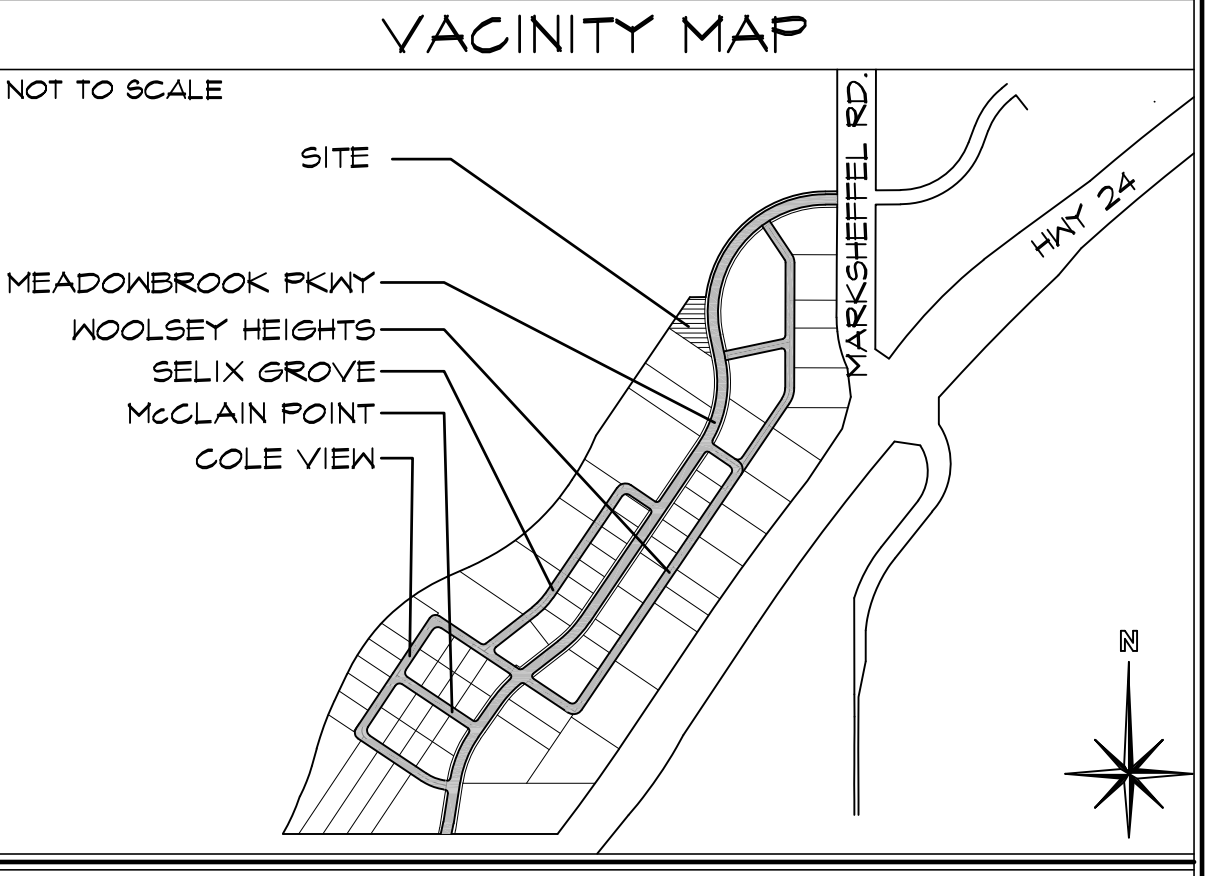 VACINITY MAP
NOT TO SCALE
MARKSHEFFEL RD.
SITE
HWY 24
MEADOWBROOK PKWY
WOOLSEY HEIGHTS
SELIX GROVE
McCLAIN POINT
COLE VIEW
N